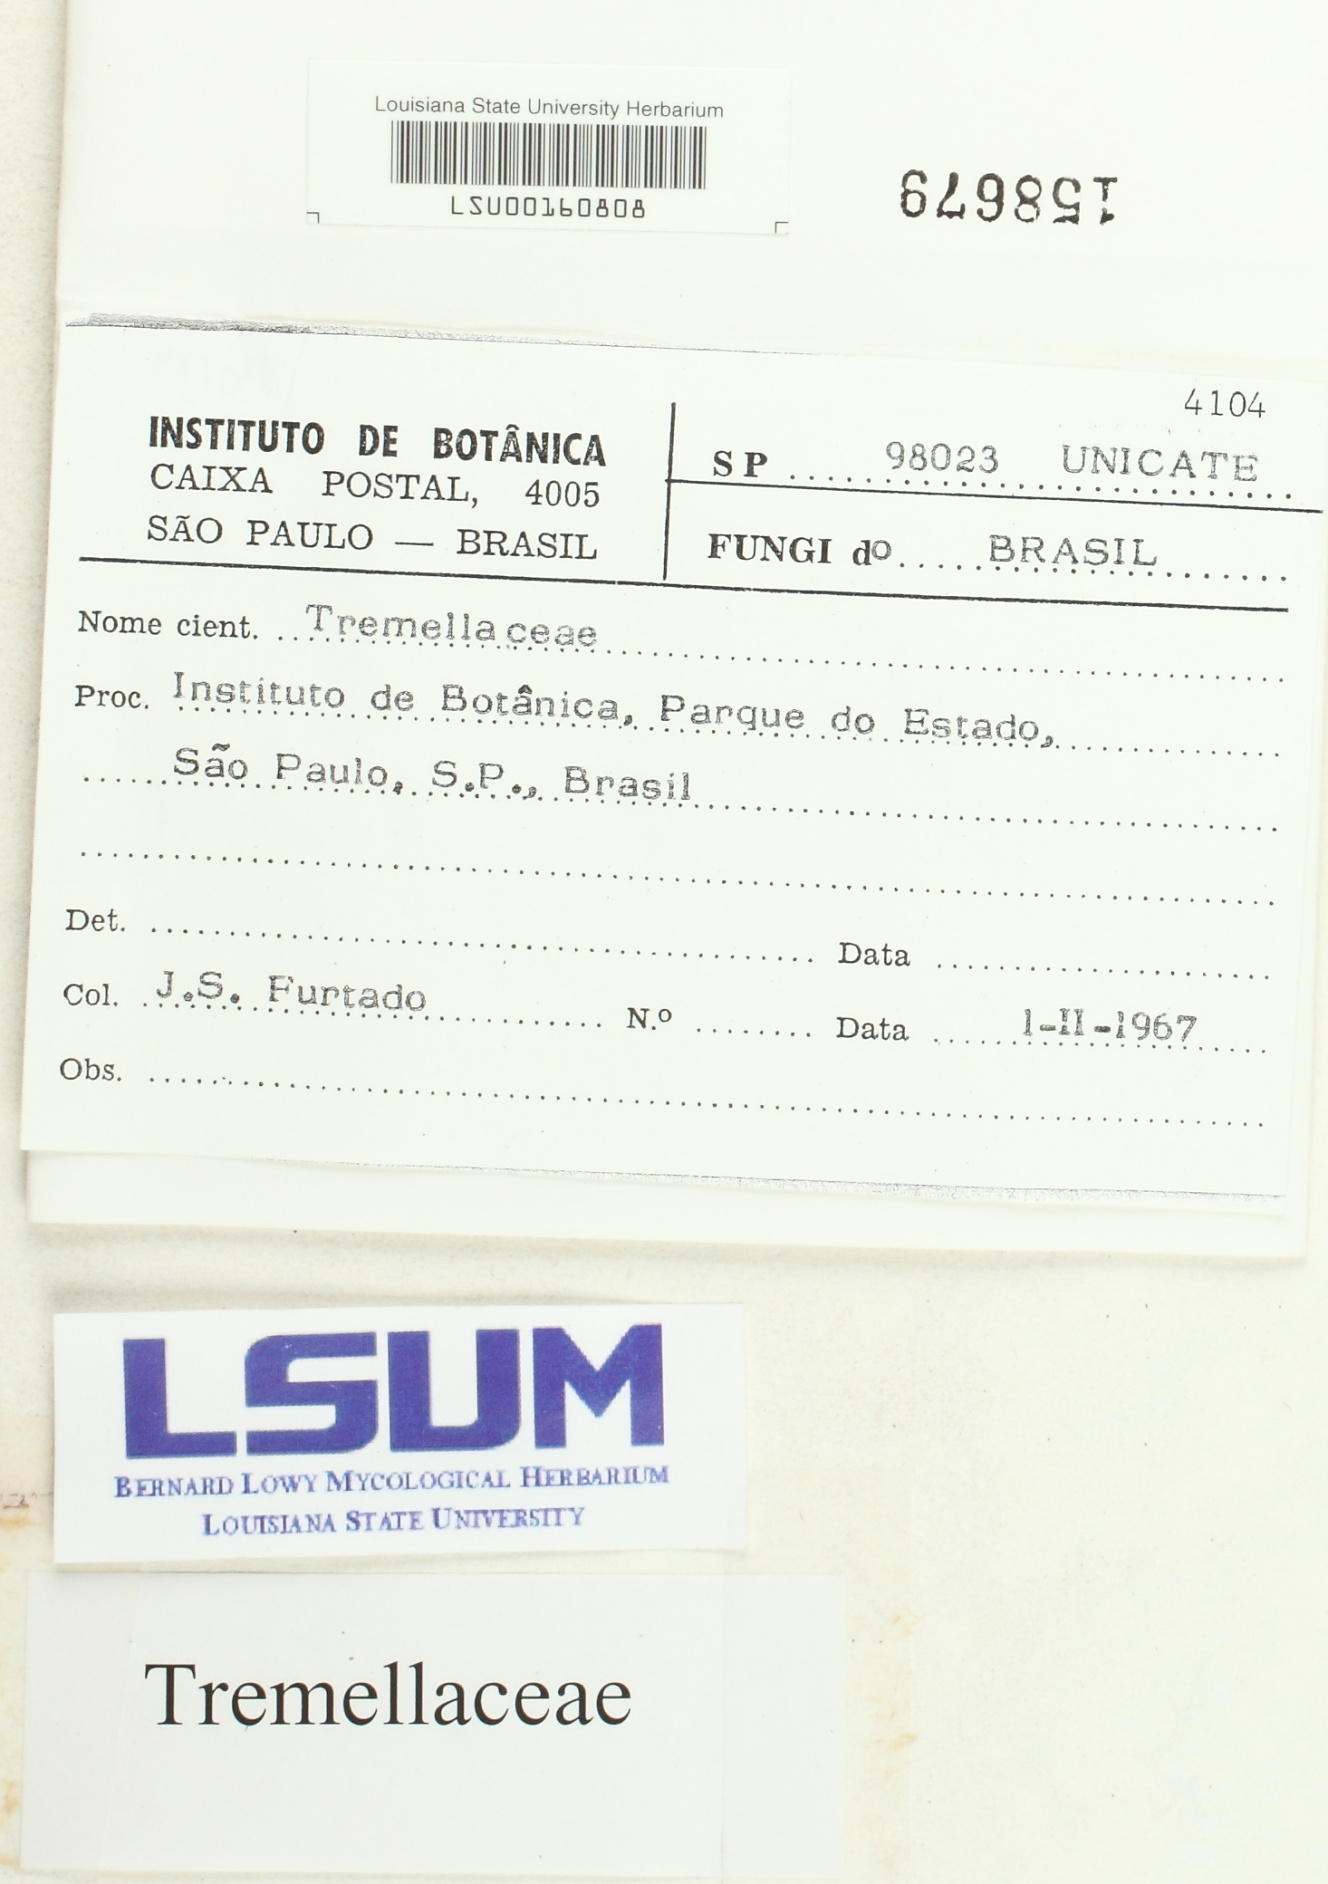 Louisiana State University Herbarium
LSU00160808
158679
4104
INSTITUTO DE BOTÂNICA
CAIXA POSTAL, 4005
SÃO PAULO — BRASIL
SP 98023 UNICATE
FUNGI do BRASIL
Nome cient. Tremellaceae
Proc. Instituto de Botânica, Parque do Estado,
São Paulo, S.P., Brasil
Det. Data
Col. J.S. Furtado N.º Data 1-II-1967
Obs.
LSUM
BERNARD LOWY MYCOLOGICAL HERBARIUM
LOUISIANA STATE UNIVERSITY
Tremellaceae